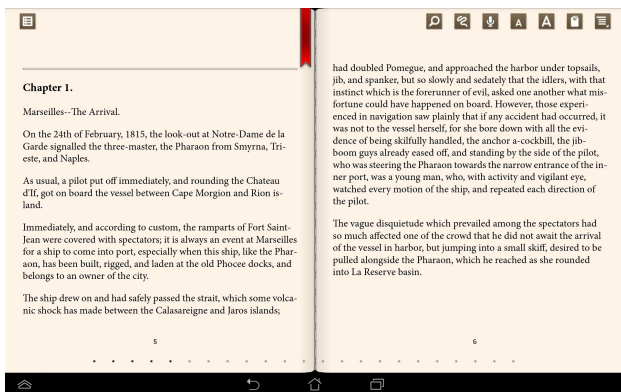 Chapter 1.
Marseilles--The Arrival.
On the 24th of February, 1815, the look-out at Notre-Dame de la
Garde signalled the three-master, the Pharaon from Smyrna, Tri-
este, and Naples.
As usual, a pilot put off immediately, and rounding the Chateau
d'If, got on board the vessel between Cape Morgion and Rion is-
land.
Immediately, and according to custom, the ramparts of Fort Saint-
Jean were covered with spectators; it is always an event at Marseilles
for a ship to come into port, especially when this ship, like the Phar-
aon, has been built, rigged, and laden at the old Phocee docks, and
belongs to an owner of the city.
The ship drew on and had safely passed the strait, which some volca-
nic shock has made between the Calasareigne and Jaros islands;
5
A
A
had doubled Pomegue, and approached the harbor under topsails,
jib, and spanker, but so slowly and sedately that the idlers, with that
instinct which is the forerunner of evil, asked one another what mis-
fortune could have happened on board. However, those experi-
enced in navigation saw plainly that if any accident had occurred, it
was not to the vessel herself, for she bore down with all the evi-
dence of being skilfully handled, the anchor a-cockbill, the jib-
boom guys already eased off, and standing by the side of the pilot,
who was steering the Pharaon towards the narrow entrance of the in-
ner port, was a young man, who, with activity and vigilant eye,
watched every motion of the ship, and repeated each direction of
the pilot.
The vague disquietude which prevailed among the spectators had
so much affected one of the crowd that he did not await the arrival
of the vessel in harbor, but jumping into a small skiff, desired to be
pulled alongside the Pharaon, which he reached as she rounded
into La Reserve basin.
6